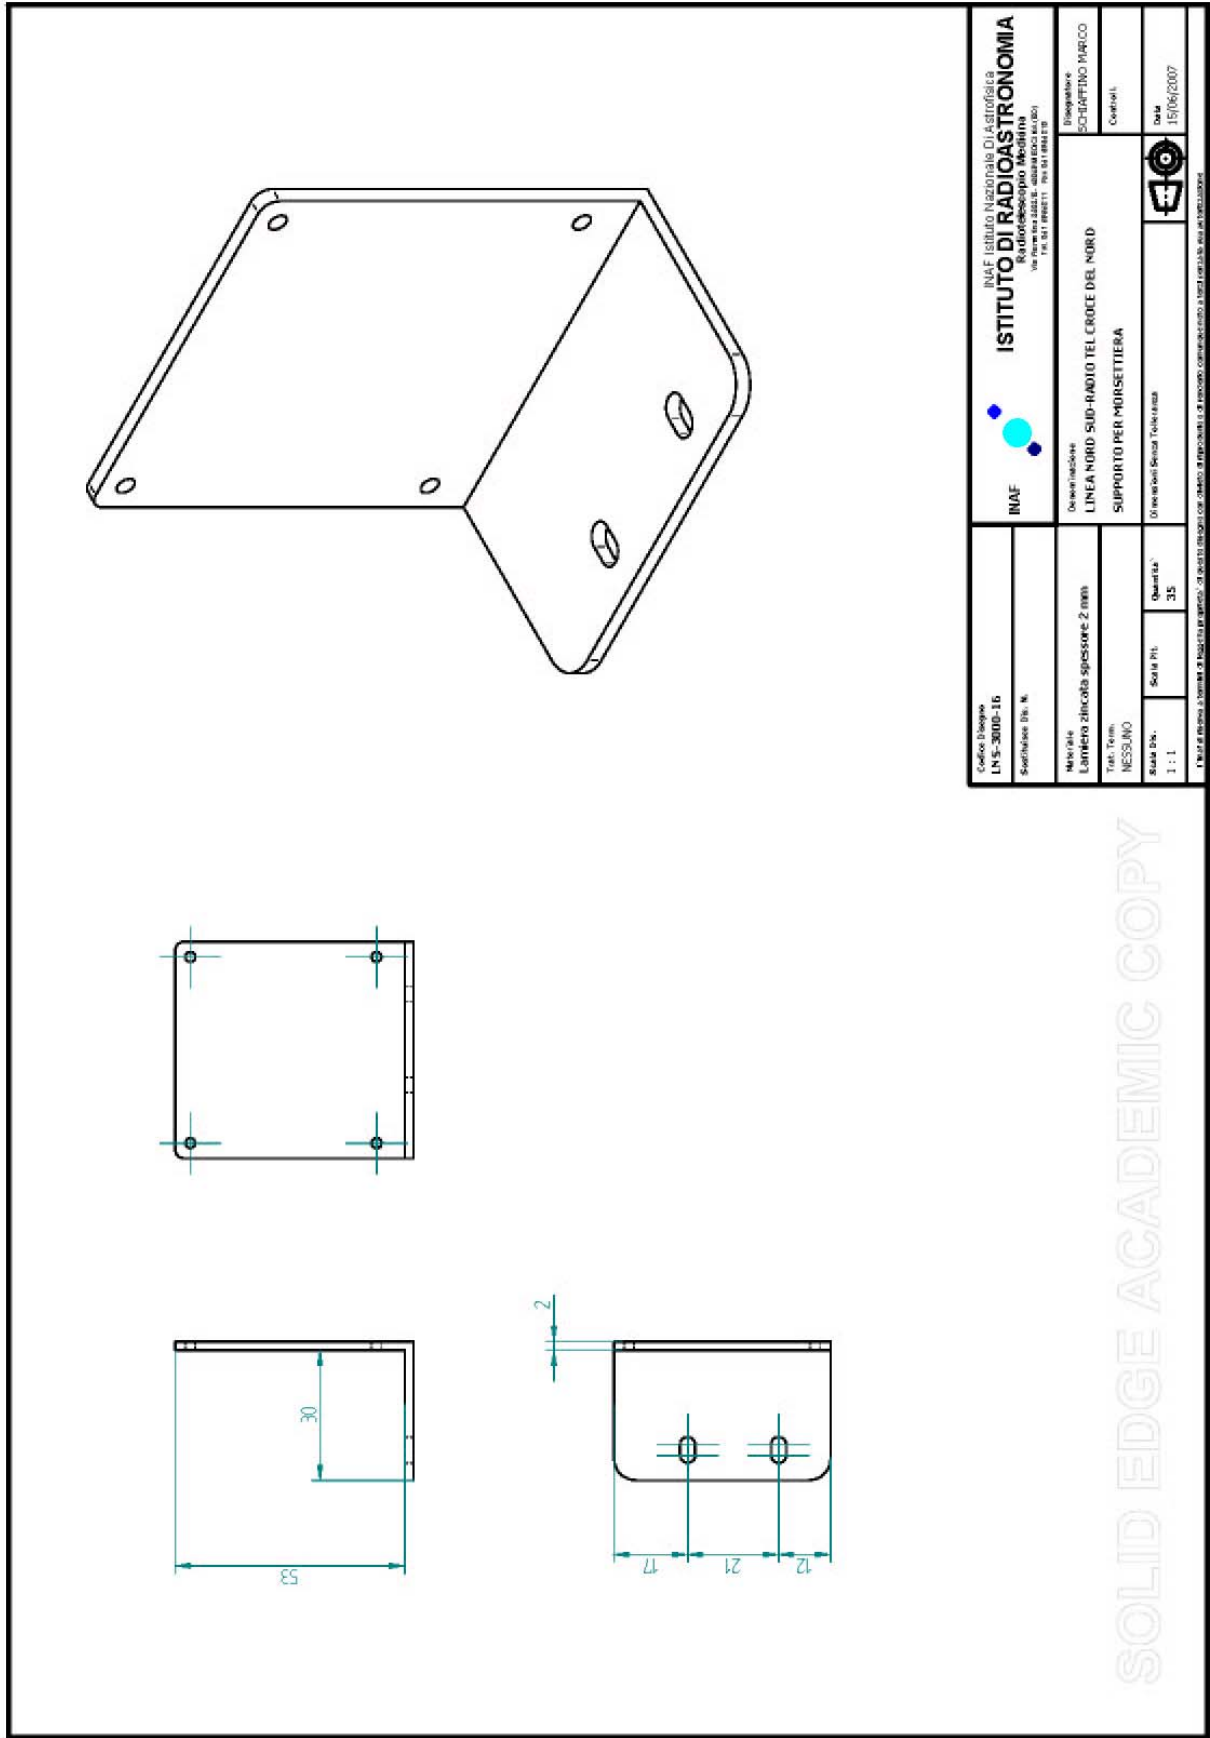 Codice Disegno
LNS-3000-16
Sostituisce Dis. N.
INAF
INAF Istituto Nazionale Di Astrofisica
ISTITUTO DI RADIOASTRONOMIA
Radiotelescopio Medicina
Materiale
Lamiera zincata spessore 2 mm
Denominazione
LINEA NORD SUD-RADIO TEL CROCE DEL NORD
SUPPORTO PER MORSETTIERA
Disegnatore
SCHIAFFINO MARCO
Trat. Term.
NESSUNO
Controll.
Scala Dis.
1 : 1
Scala Plt.
Quantita'
35
Dimensioni Senza Tolleranza
Data
15/06/2007
53
30
2
17
21
12
SOLID EDGE ACADEMIC COPY